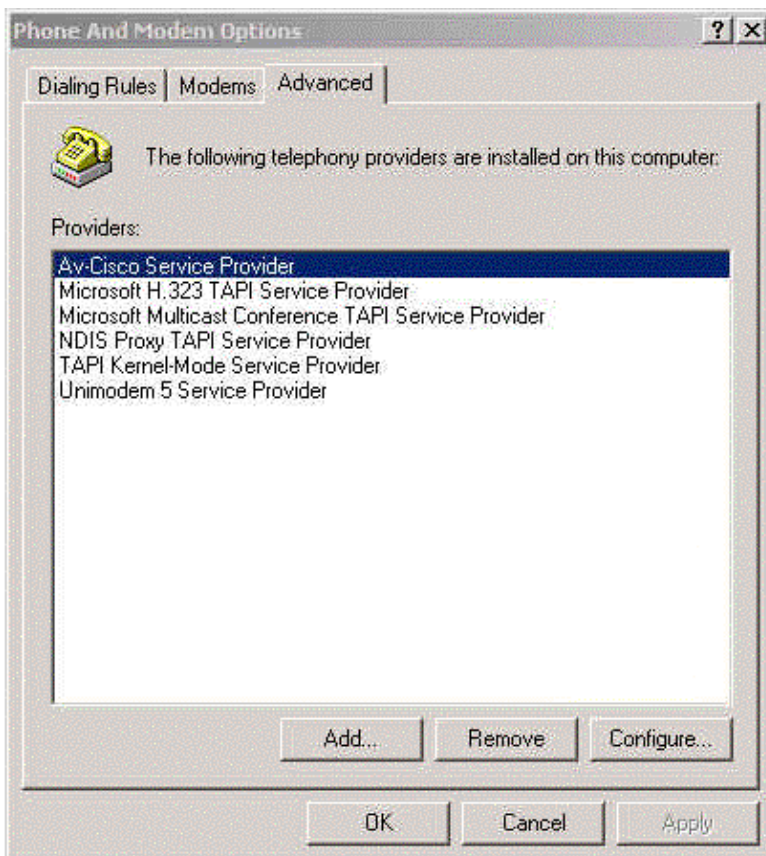 Phone And Modem Options
Dialing Rules Modems Advanced
The following telephony providers are installed on this computer:
Providers:
Av-Cisco Service Provider
Microsoft H.323 TAPI Service Provider
Microsoft Multicast Conference TAPI Service Provider
NDIS Proxy TAPI Service Provider
TAPI Kernel-Mode Service Provider
Unimodem 5 Service Provider
Add... Remove Configure...
OK Cancel Apply